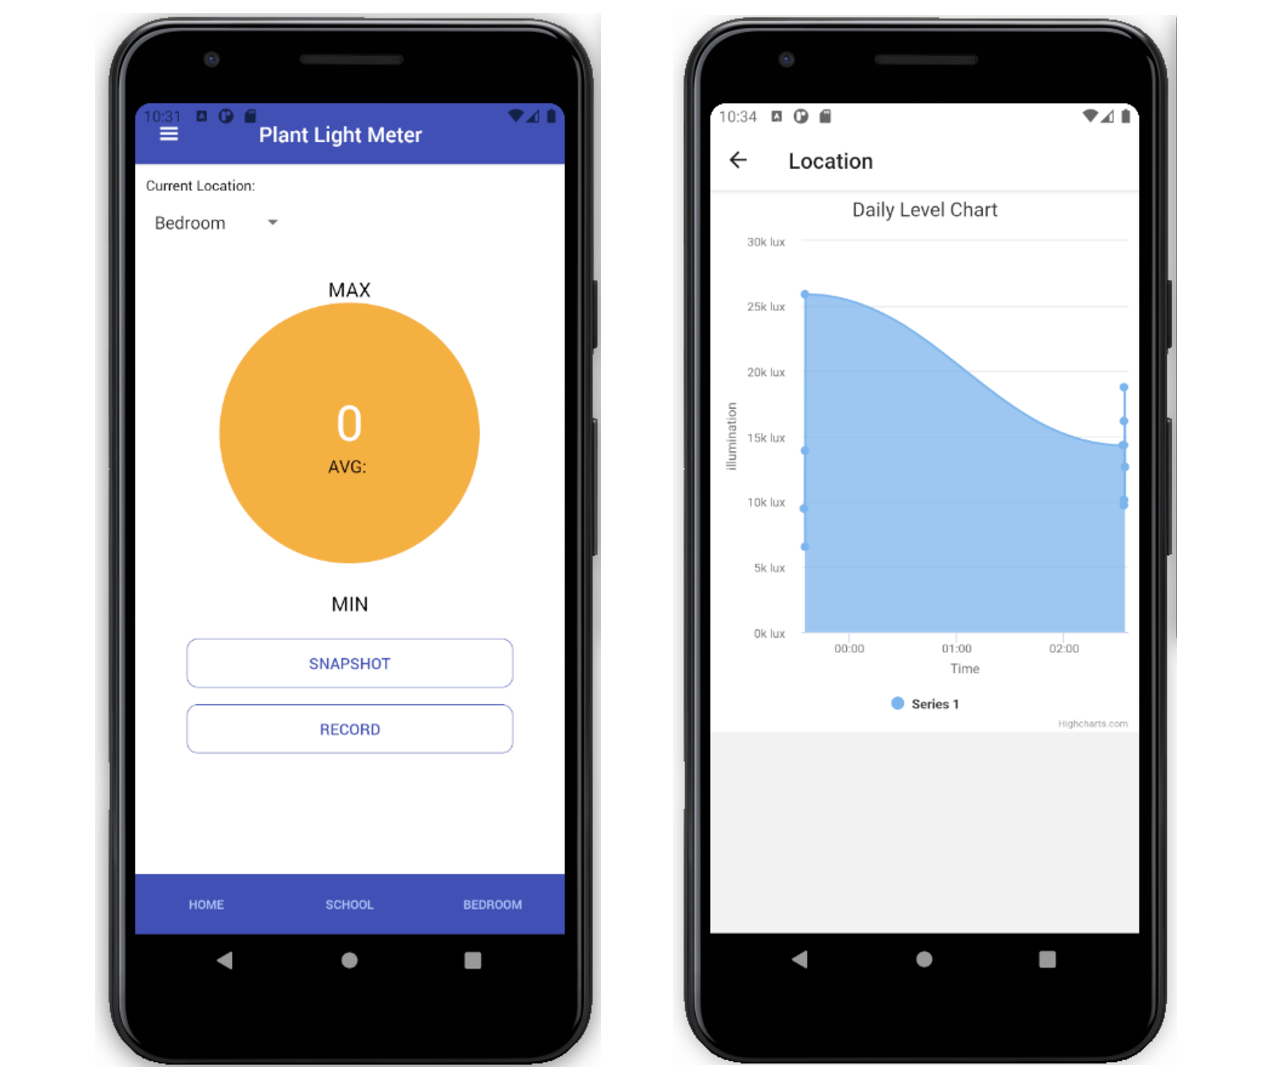 10:31
Plant Light Meter
Current Location:
Bedroom
MAX
0
AVG:
MIN
SNAPSHOT
RECORD
HOME SCHOOL BEDROOM
10:34
Location
Daily Level Chart
30k lux
25k lux
20k lux
15k lux
10k lux
5k lux
0k lux
illumination
00:00 01:00 02:00
Time
Series 1
Highcharts.com